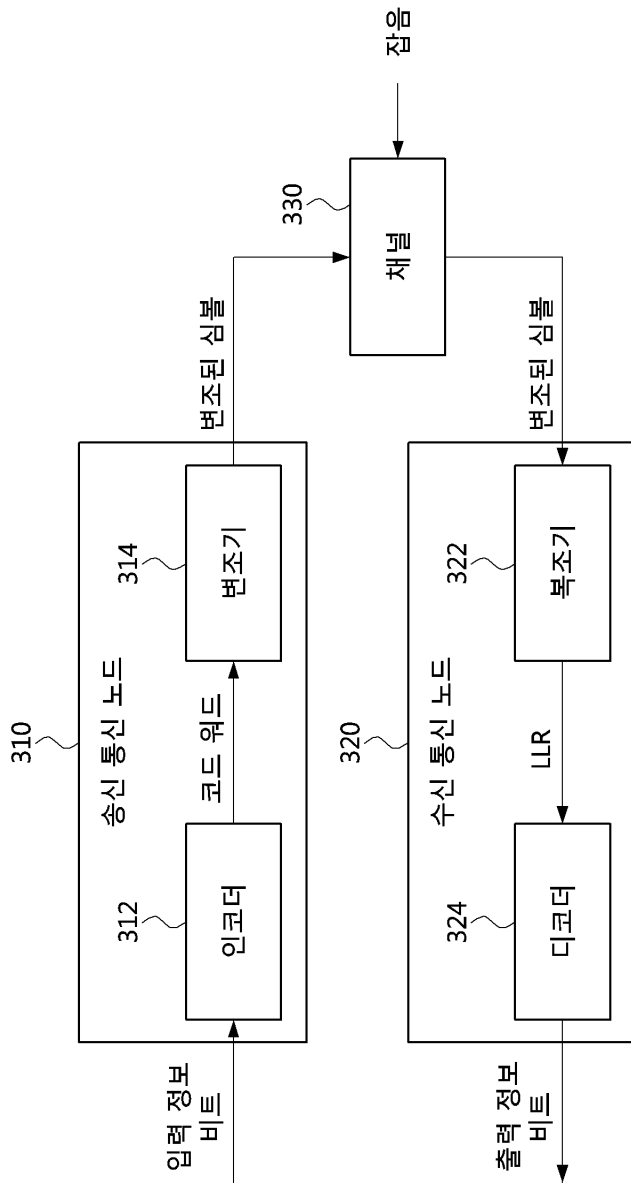 310
송신 통신 노드
입력 정보
비트
312
인코더
코드 워드
314
변조기
변조된 심볼
330
채널
잡음
320
수신 통신 노드
출력 정보
비트
324
디코더
LLR
322
복조기
변조된 심볼